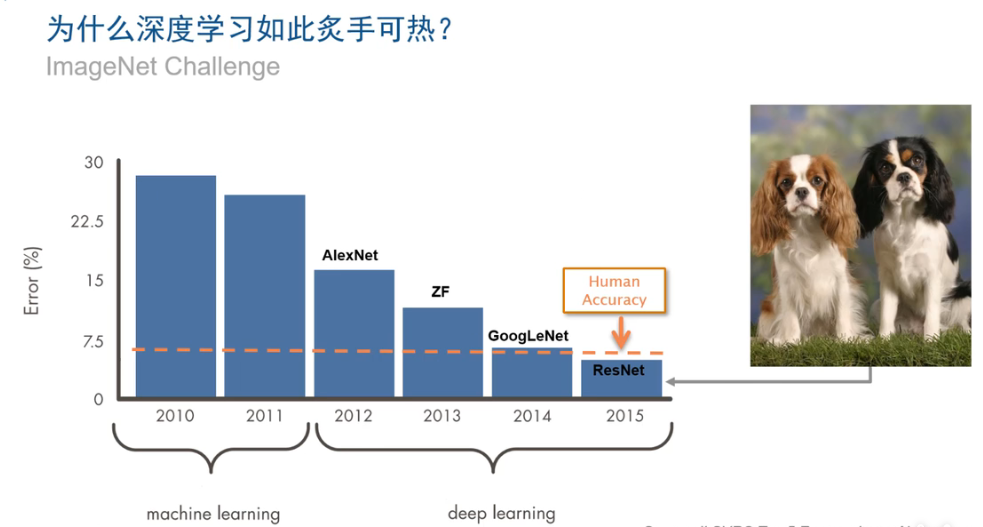 为什么深度学习如此炙手可热？
ImageNet Challenge
30
22.5
15
7.5
0
Error (%)
AlexNet
ZF
GoogLeNet
ResNet
Human
Accuracy
2010 2011 2012 2013 2014 2015
machine learning
deep learning